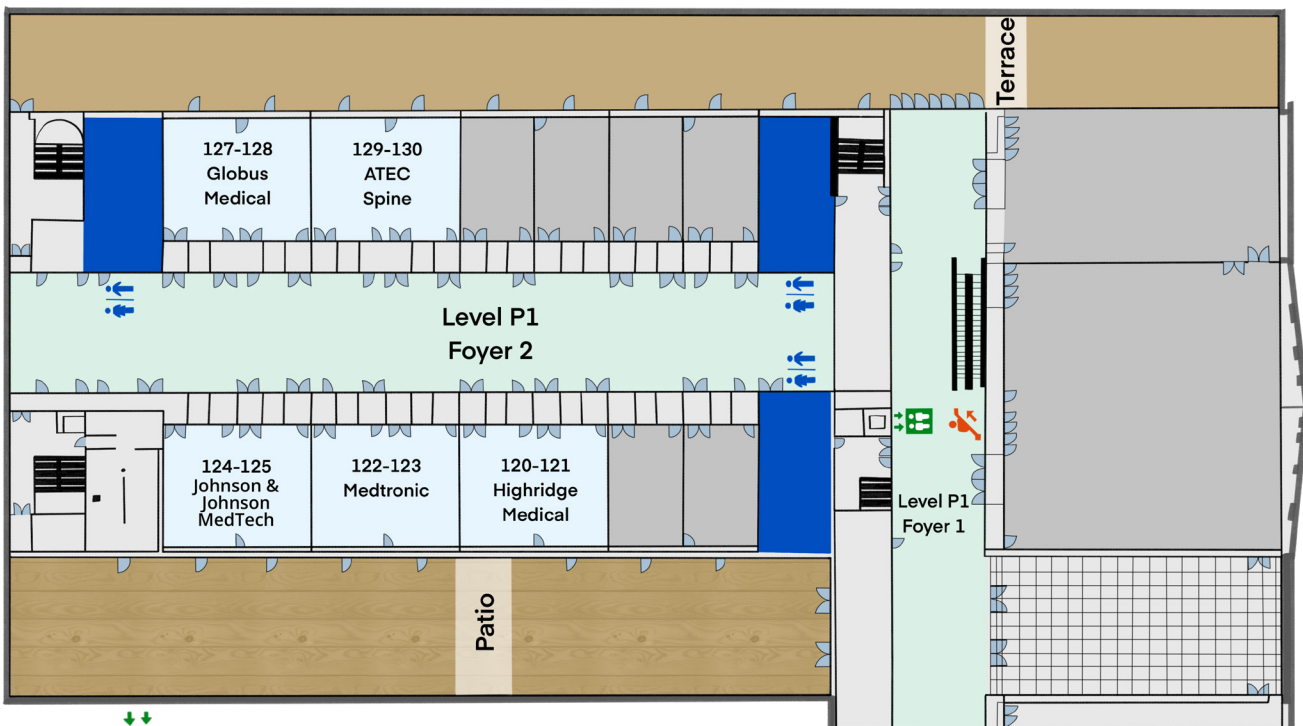 Terrace
127-128
Globus
Medical
129-130
ATEC
Spine
Level P1
Foyer 2
124-125
Johnson &
Johnson
MedTech
122-123
Medtronic
120-121
Highridge
Medical
Level P1
Foyer 1
Patio